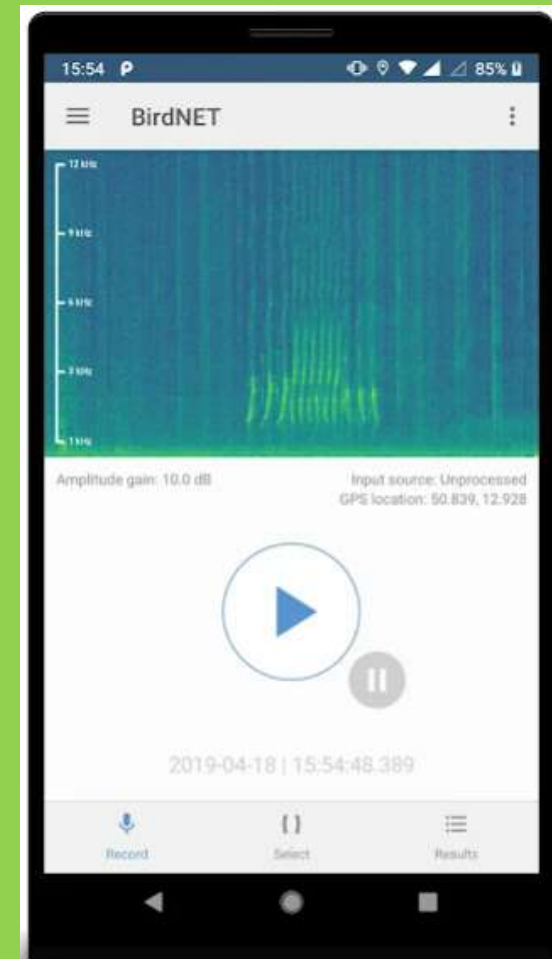 15:54 85%
BirdNET
12 kHz
9 kHz
6 kHz
3 kHz
1 kHz
Amplitude gain: 10.0 dB
Input source: Unprocessed
GPS location: 50.839, 12.928
2019-04-18 | 15:54:48.389
Record Select Results